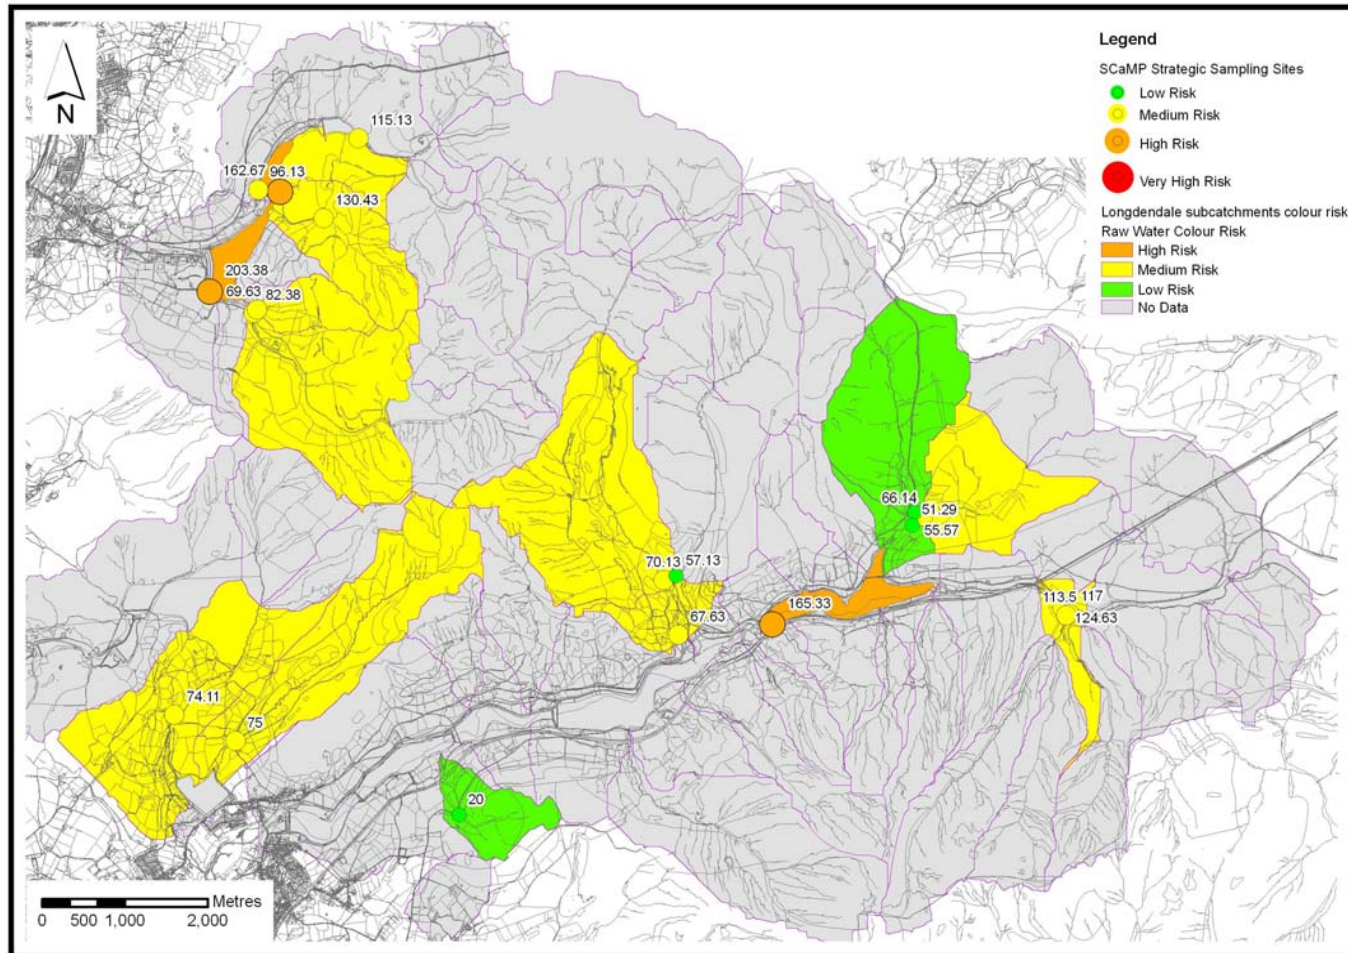 Legend
SCaMP Strategic Sampling Sites
Low Risk
Medium Risk
High Risk
Very High Risk
Longdendale subcatchments colour risk
Raw Water Colour Risk
High Risk
Medium Risk
Low Risk
No Data
N
115.13
162.67 96.13
130.43
203.38
69.63 82.38
66.14
51.29
55.57
70.13 57.13
113.5 117
165.33
124.63
67.63
74.11
75
20
Metres
0 500 1,000 2,000